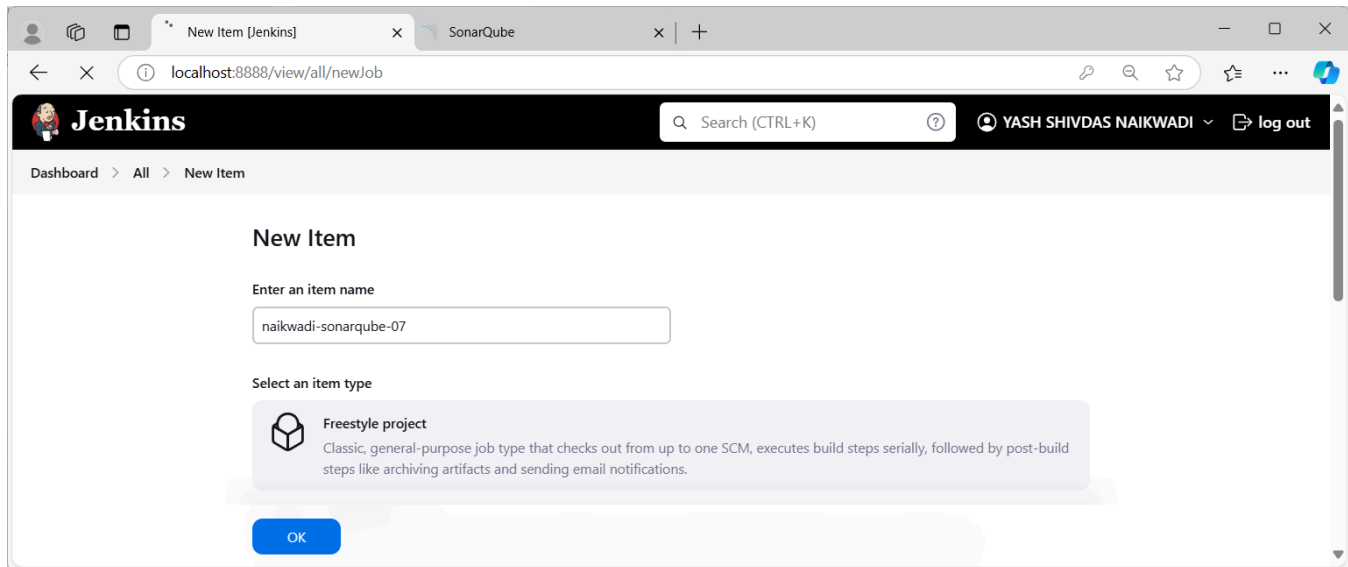 New Item [Jenkins]
SonarQube
localhost:8888/view/all/newJob
Jenkins
Search (CTRL+K)
YASH SHIVDAS NAIKWADI
log out
Dashboard > All > New Item
New Item
Enter an item name
naikwadi-sonarqube-07
Select an item type
Freestyle project
Classic, general-purpose job type that checks out from up to one SCM, executes build steps serially, followed by post-build
steps like archiving artifacts and sending email notifications.
OK